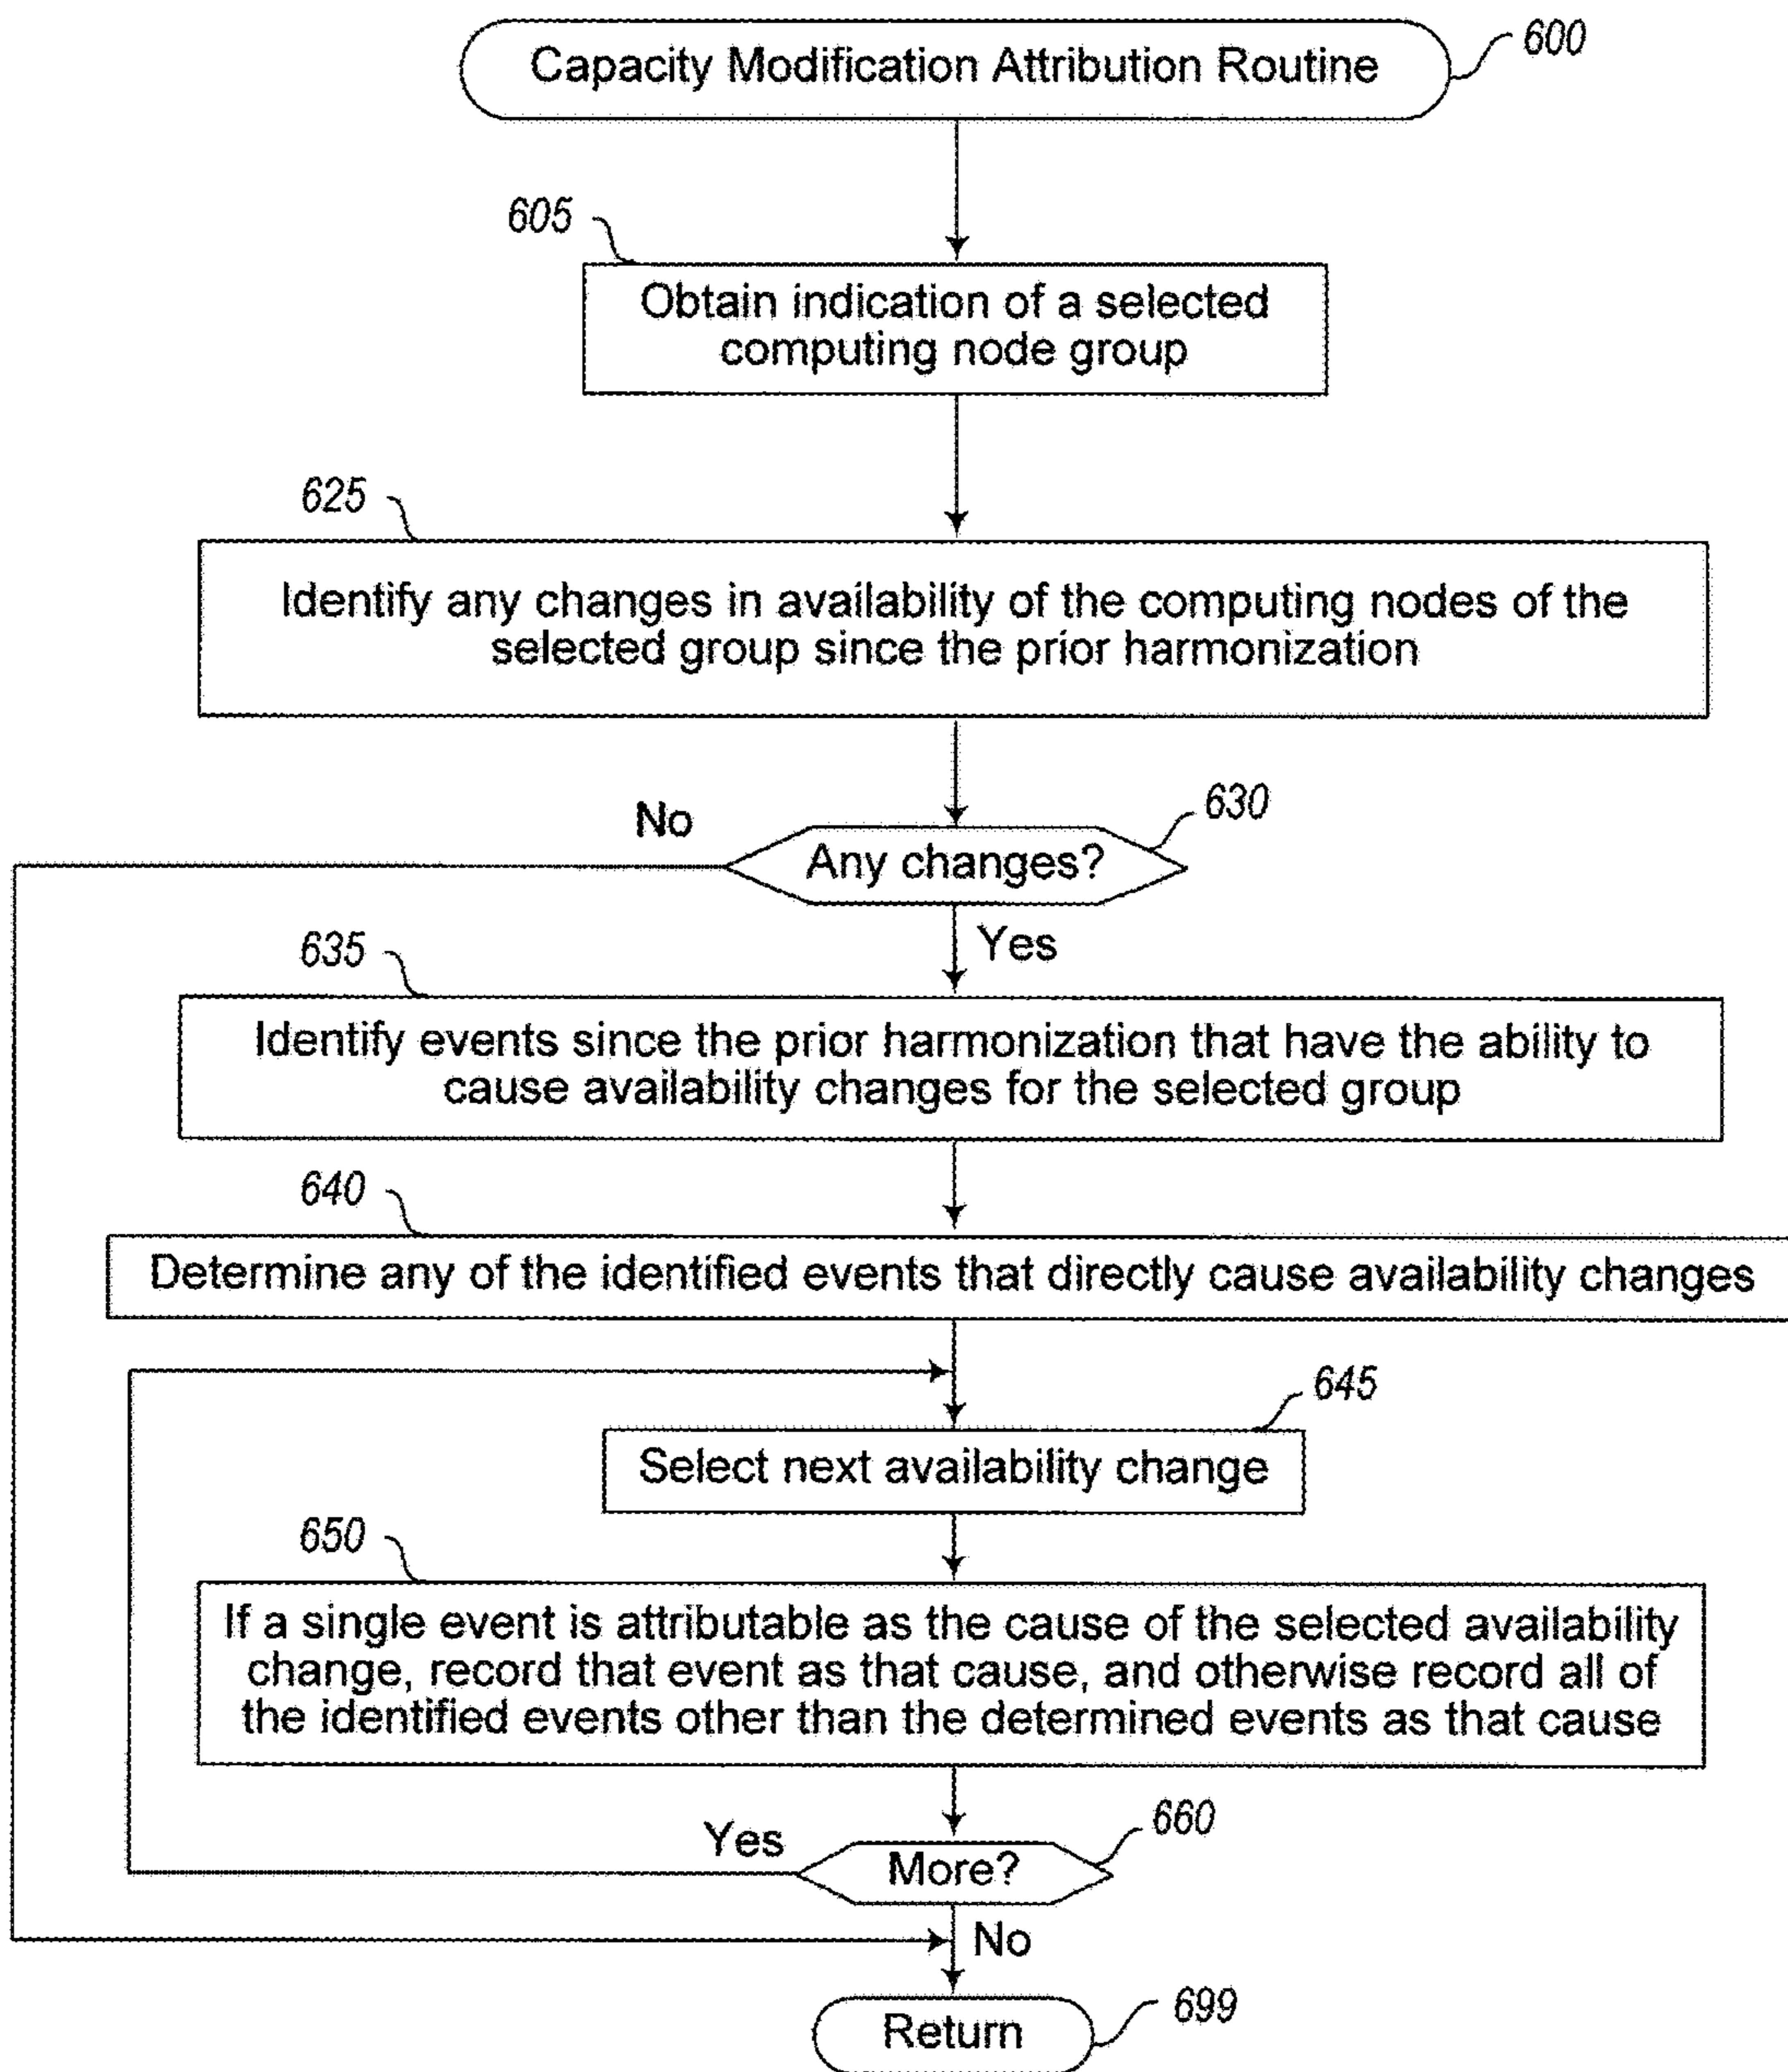 Capacity Modification Attribution Routine
600
605
Obtain indication of a selected
computing node group
625
Identify any changes in availability of the computing nodes of the
selected group since the prior harmonization
No
630
Any changes?
Yes
635
Identify events since the prior harmonization that have the ability to
cause availability changes for the selected group
640
Determine any of the identified events that directly cause availability changes
645
Select next availability change
650
If a single event is attributable as the cause of the selected availability
change, record that event as that cause, and otherwise record all of
the identified events other than the determined events as that cause
Yes
660
More?
No
Return
699